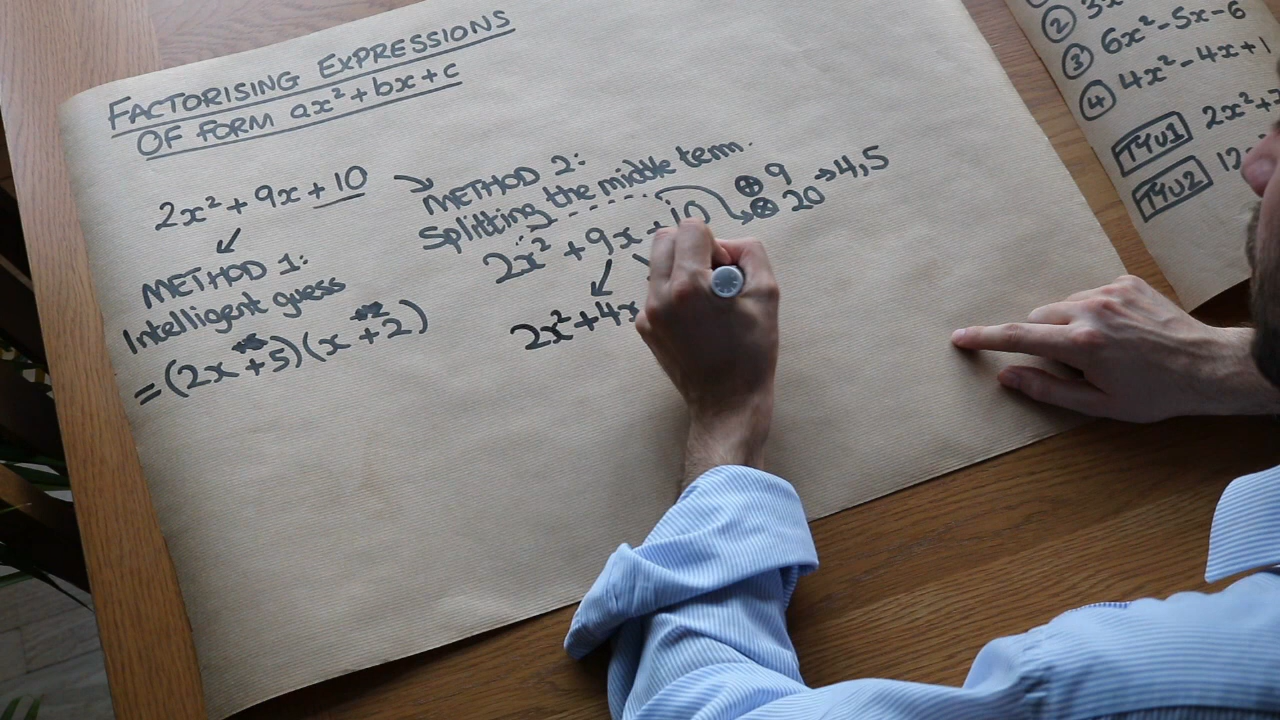 FACTORISING EXPRESSIONS
OF FORM ax² + bx + c
2x² + 9x + 10
METHOD 1:
Intelligent guess
= (2x + 5)(x + 2)
METHOD 2:
Splitting the middle term.
2x² + 9x + 10
⊕ 9
⊗ 20 → 4,5
2x² + 4x
② 3x
③ 6x² - 5x - 6
④ 4x² - 4x + 1
TYU1 2x² +
TYU2 12